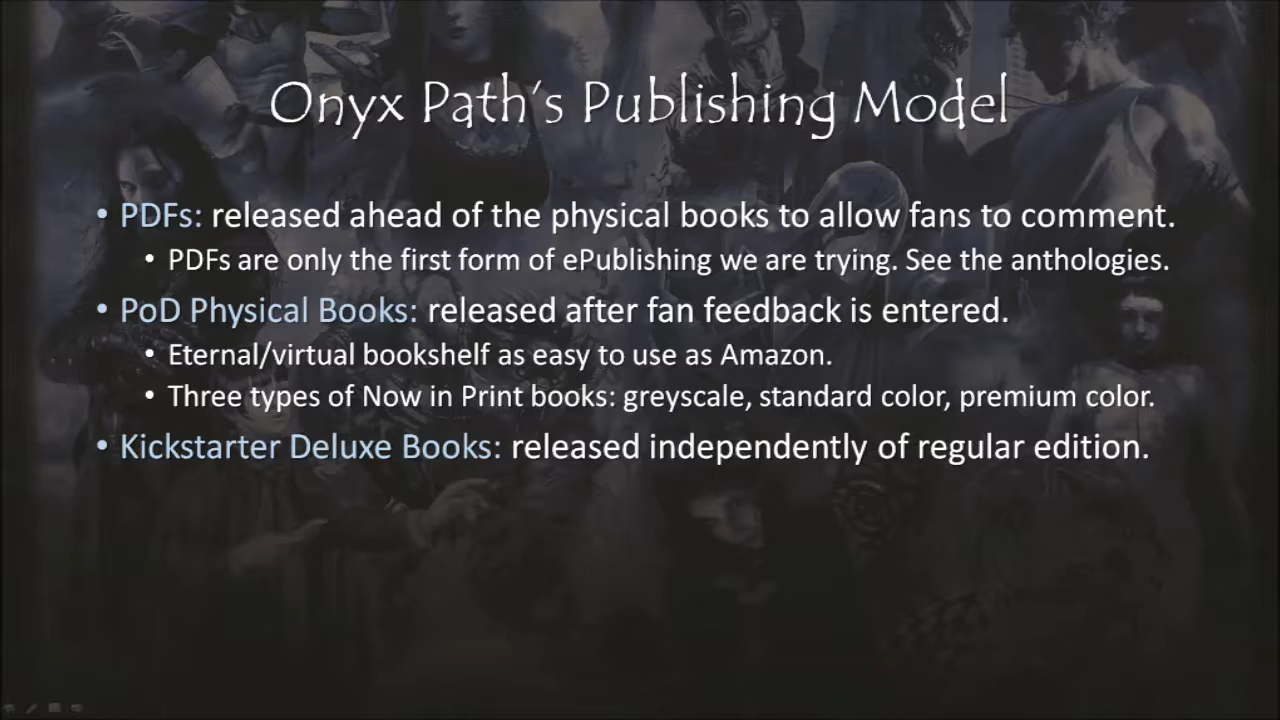 Onyx Path's Publishing Model
• PDFs: released ahead of the physical books to allow fans to comment.
• PDFs are only the first form of ePublishing we are trying. See the anthologies.
• PoD Physical Books: released after fan feedback is entered.
• Eternal/virtual bookshelf as easy to use as Amazon.
• Three types of Now in Print books: greyscale, standard color, premium color.
• Kickstarter Deluxe Books: released independently of regular edition.